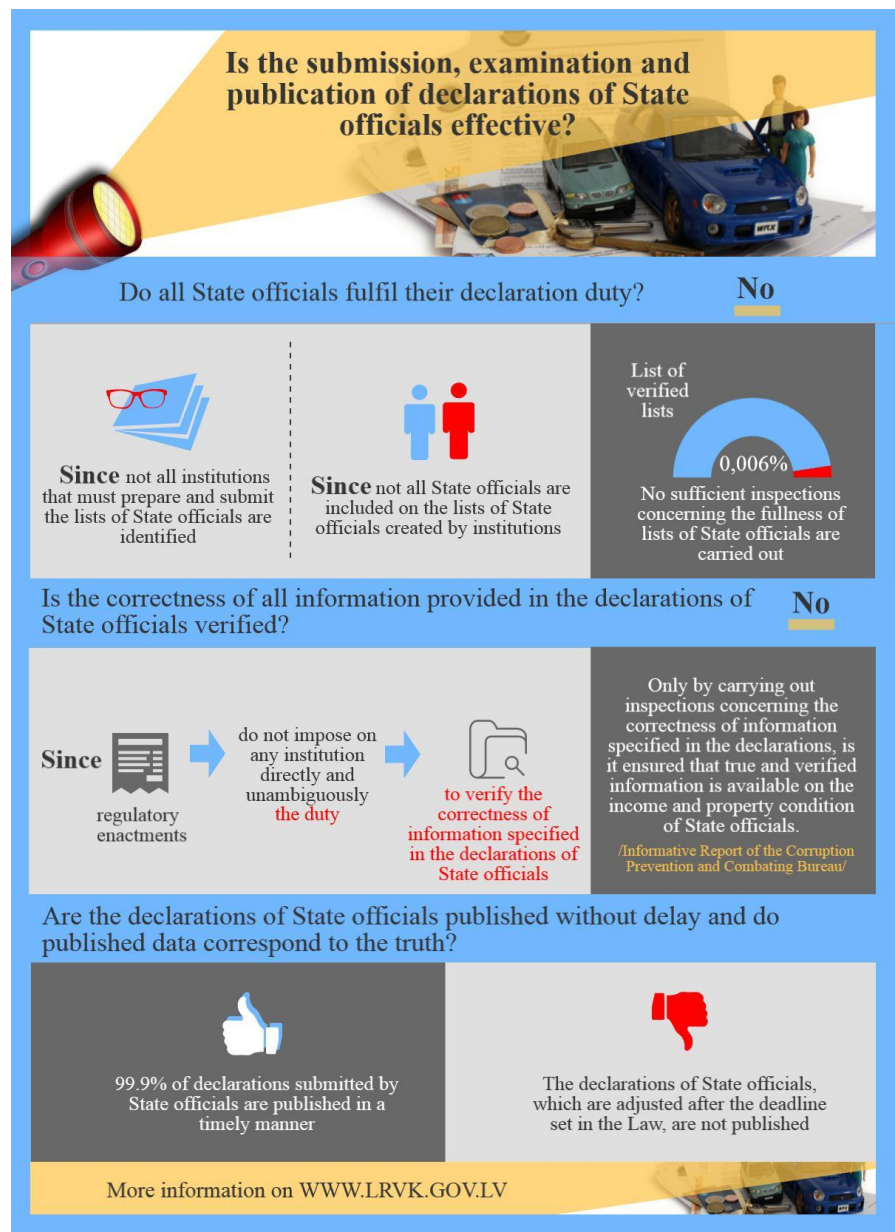 Is the submission, examination and
publication of declarations of State
officials effective?
WRX
Do all State officials fulfil their declaration duty?
No
Since not all institutions
that must prepare and submit
the lists of State officials are
identified
Since not all State officials are
included on the lists of State
officials created by institutions
List of
verified
lists
0,006%
No sufficient inspections
concerning the fullness of
lists of State officials are
carried out
Is the correctness of all information provided in the declarations of
State officials verified?
No
Since
regulatory
enactments
do not impose on
any institution
directly and
unambiguously
the duty
to verify the
correctness of
information specified
in the declarations of
State officials
Only by carrying out
inspections concerning the
correctness of information
specified in the declarations, is
it ensured that true and verified
information is available on the
income and property condition
of State officials.
/Informative Report of the Corruption
Prevention and Combating Bureau/
Are the declarations of State officials published without delay and do
published data correspond to the truth?
99.9% of declarations submitted by
State officials are published in a
timely manner
The declarations of State officials,
which are adjusted after the deadline
set in the Law, are not published
More information on WWW.LRVK.GOV.LV